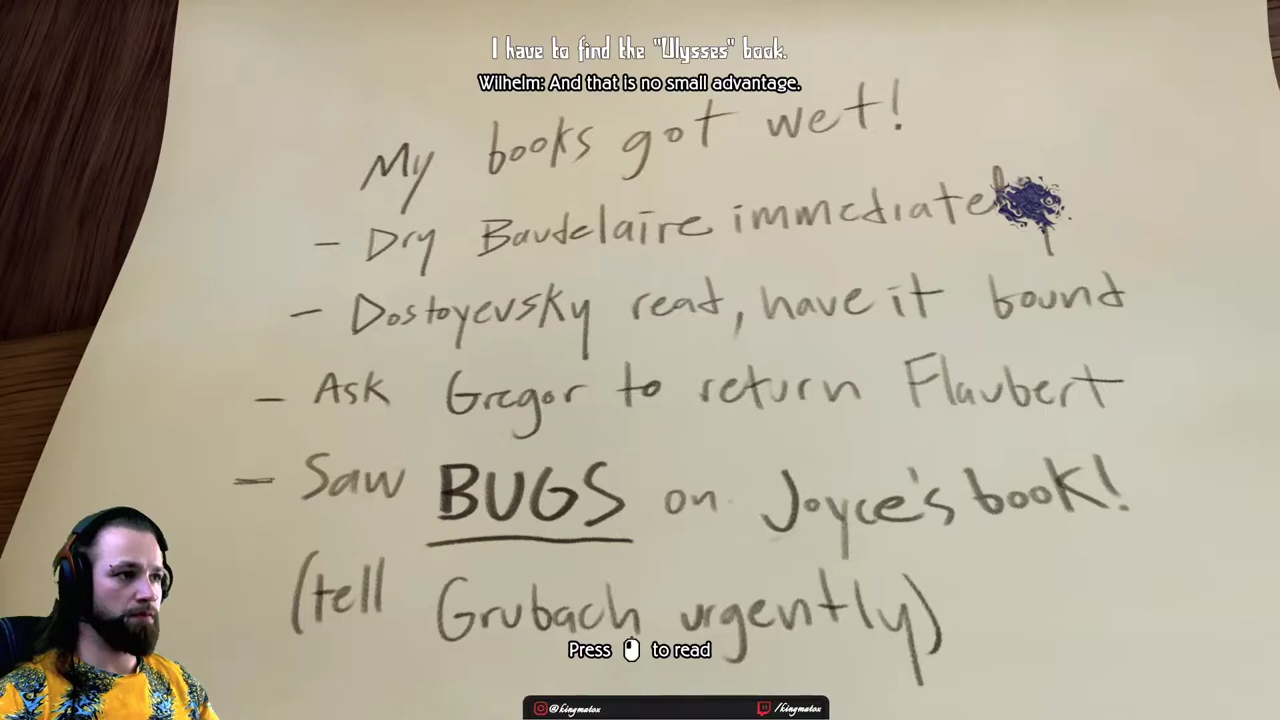 I have to find the "Ulysses" book.
Wilhelm: And that is no small advantage.
My books got wet!
- Dry Baudelaire immediately
- Dostoyevsky read, have it bound
- Ask Gregor to return Flaubert
- Saw BUGS on Joyce's book!
(tell Grubach urgently)
Press to read
@kingmatox /kingmatox